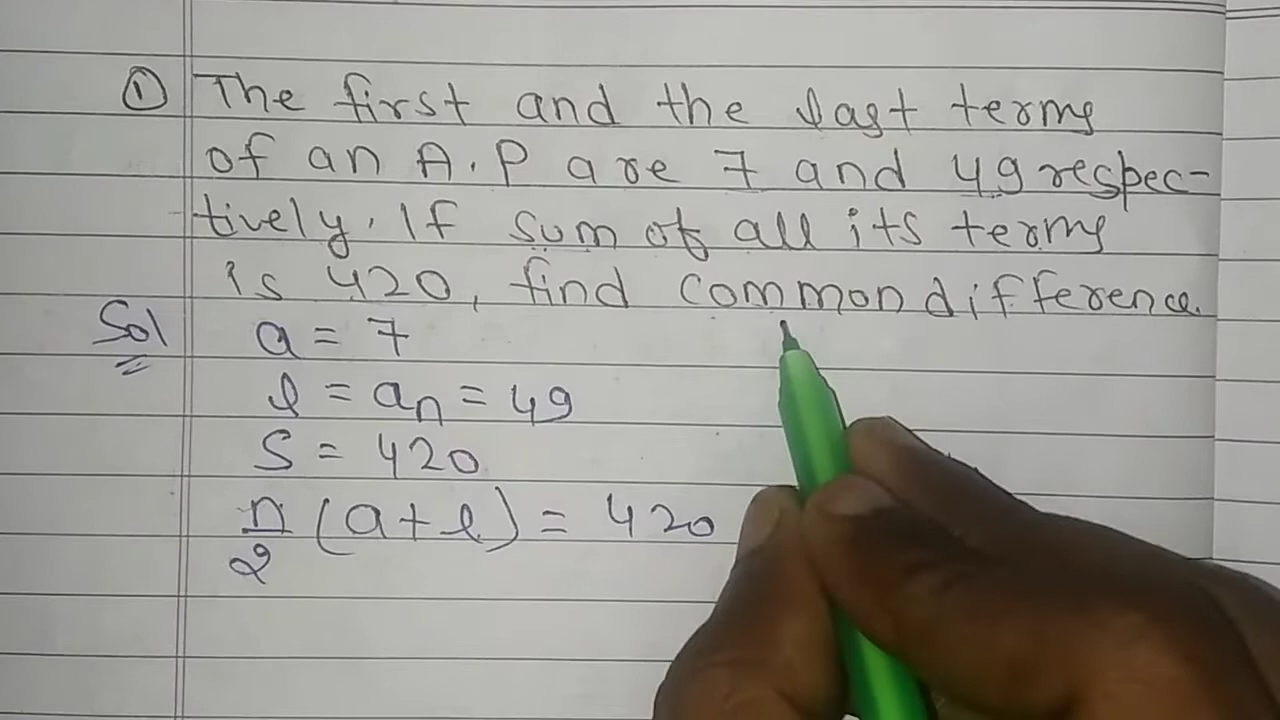 ① The first and the last terms
of an A.P are 7 and 49 respec-
tively. If sum of all its terms
is 420, find common difference.
Sol a = 7
l = aₙ = 49
S = 420
n/2 (a+l) = 420